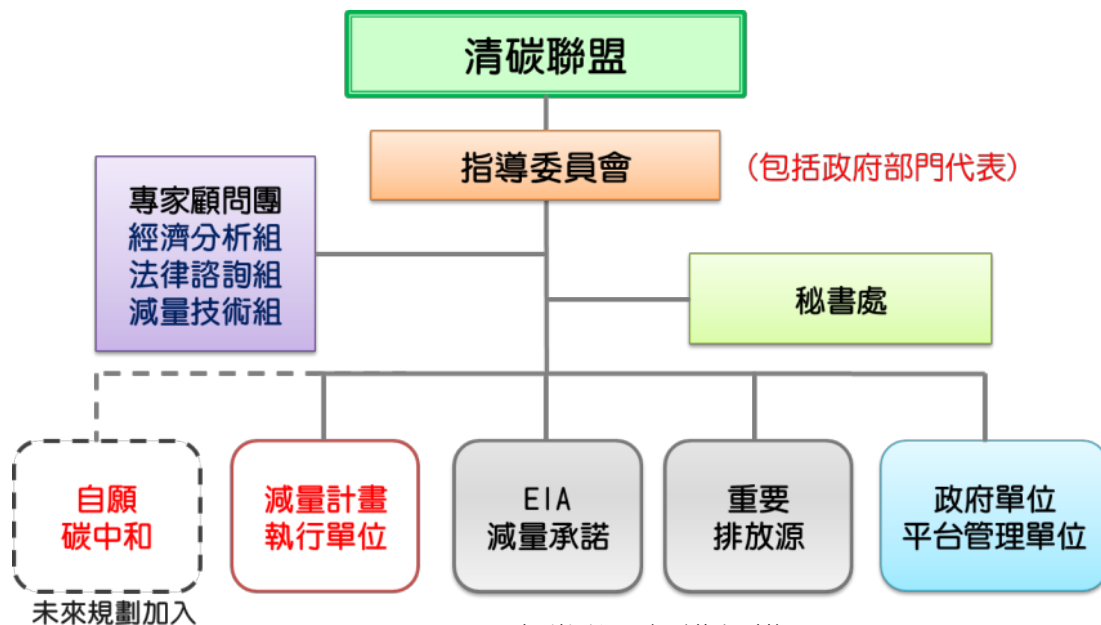 清碳聯盟
指導委員會
(包括政府部門代表)
專家顧問團
經濟分析組
法律諮詢組
減量技術組
秘書處
自願
碳中和
減量計畫
執行單位
EIA
減量承諾
重要
排放源
政府單位
平台管理單位
未來規劃加入